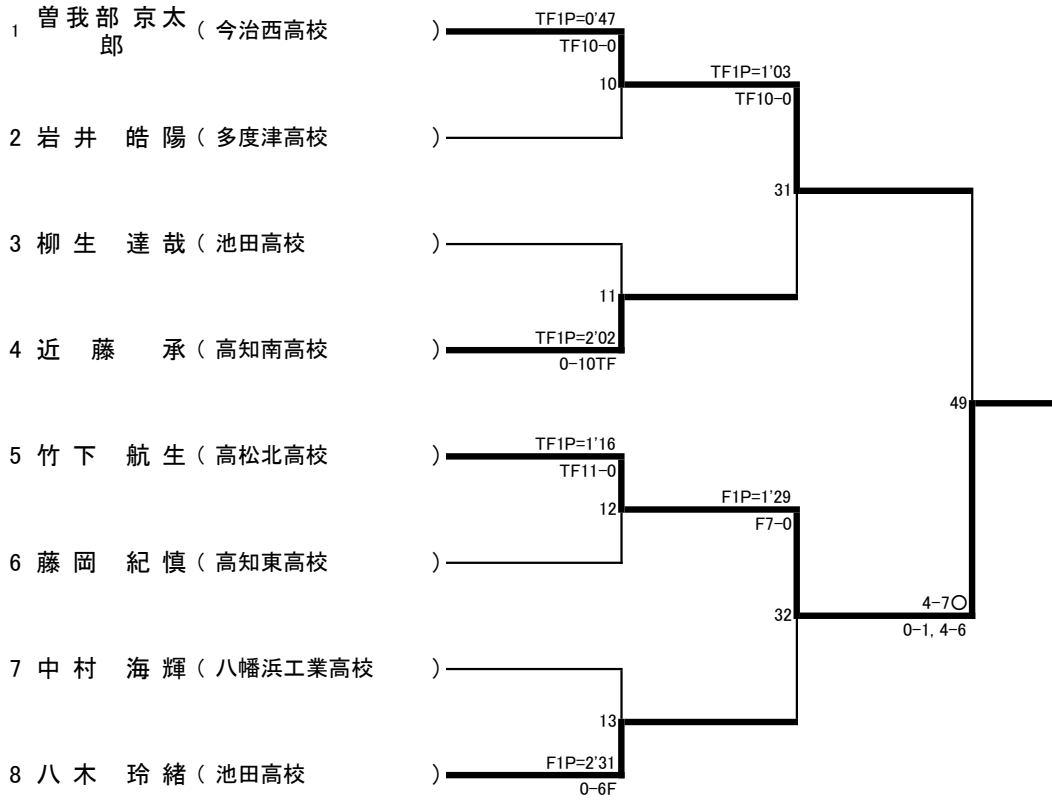 1 曽我部 京太郎 ( 今治西高校 )
TF1P=0'47
TF10-0
10
TF1P=1'03
TF10-0
2 岩井 皓陽 ( 多度津高校 )
31
3 柳生 達哉 ( 池田高校 )
11
4 近藤 承 ( 高知南高校 )
TF1P=2'02
0-10TF
49
5 竹下 航生 ( 高松北高校 )
TF1P=1'16
TF11-0
12
F1P=1'29
F7-0
6 藤岡 紀慎 ( 高知東高校 )
32
4-7○
0-1, 4-6
7 中村 海輝 ( 八幡浜工業高校 )
13
8 八木 玲緒 ( 池田高校 )
F1P=2'31
0-6F